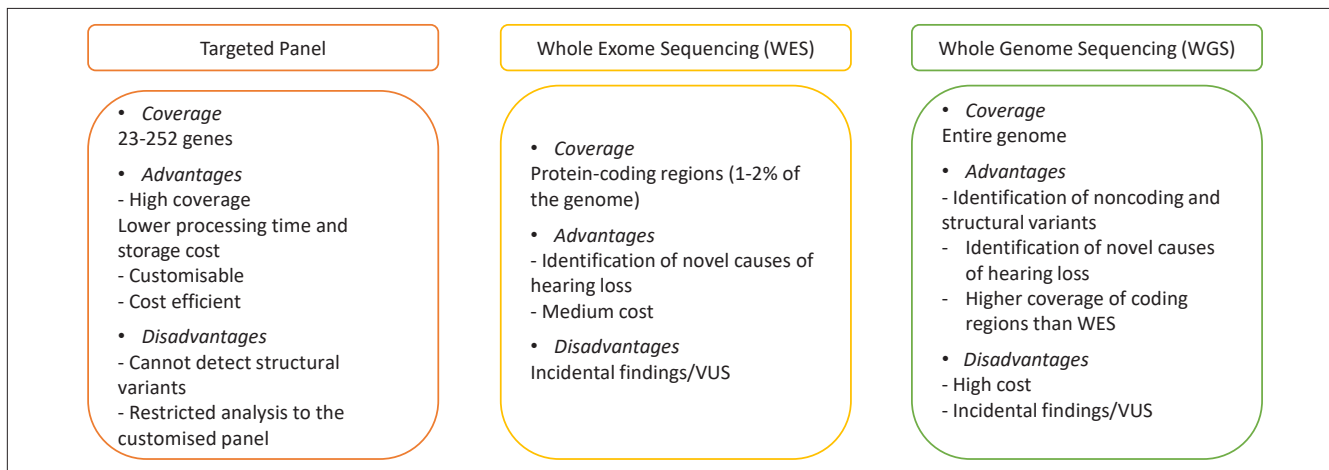 Targeted Panel
• Coverage
23-252 genes
• Advantages
- High coverage
Lower processing time and
storage cost
- Customisable
- Cost efficient
• Disadvantages
- Cannot detect structural
variants
- Restricted analysis to the
customised panel
Whole Exome Sequencing (WES)
• Coverage
Protein-coding regions (1-2% of
the genome)
• Advantages
- Identification of novel causes of
hearing loss
- Medium cost
• Disadvantages
Incidental findings/VUS
Whole Genome Sequencing (WGS)
• Coverage
Entire genome
• Advantages
- Identification of noncoding and
structural variants
- Identification of novel causes
of hearing loss
- Higher coverage of coding
regions than WES
• Disadvantages
- High cost
- Incidental findings/VUS